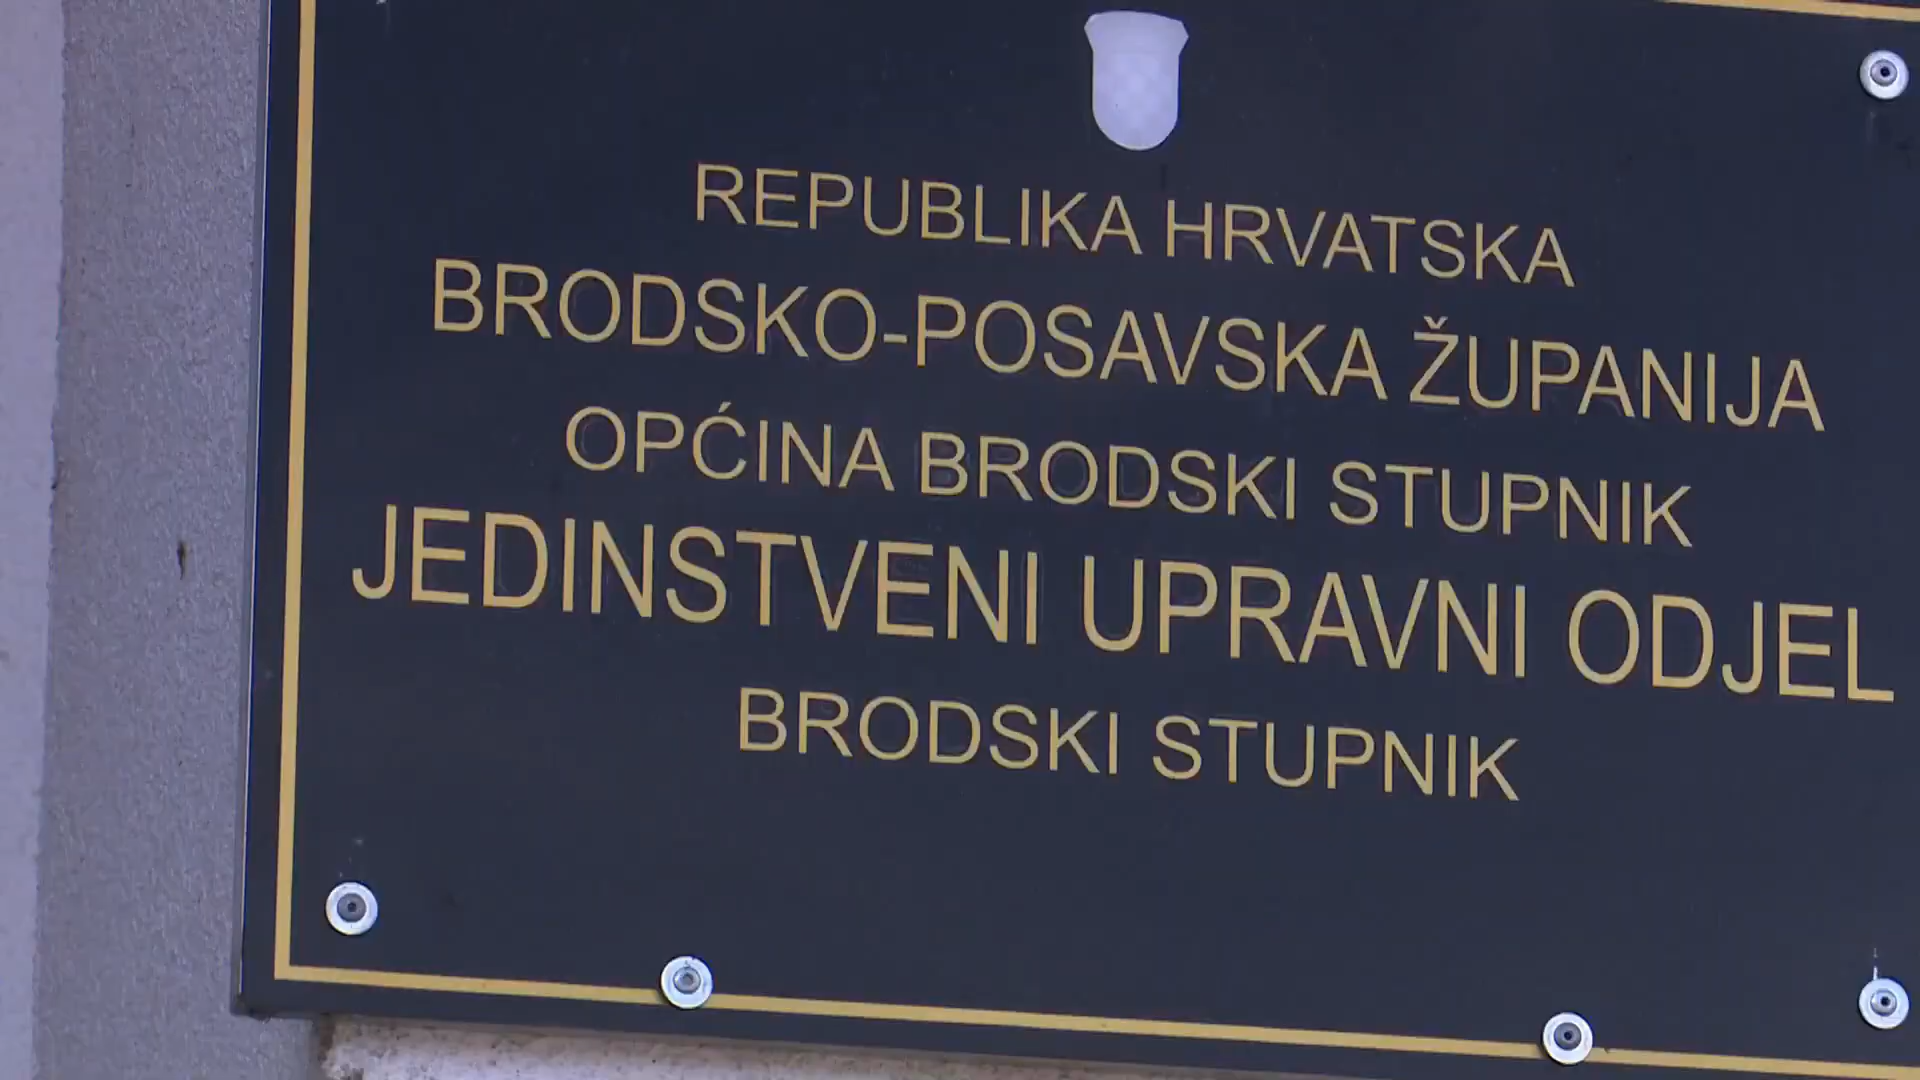 REPUBLIKA HRVATSKA
BRODSKO-POSAVSKA ŽUPANIJA
OPĆINA BRODSKI STUPNIK
JEDINSTVENI UPRAVNI ODJEL
BRODSKI STUPNIK